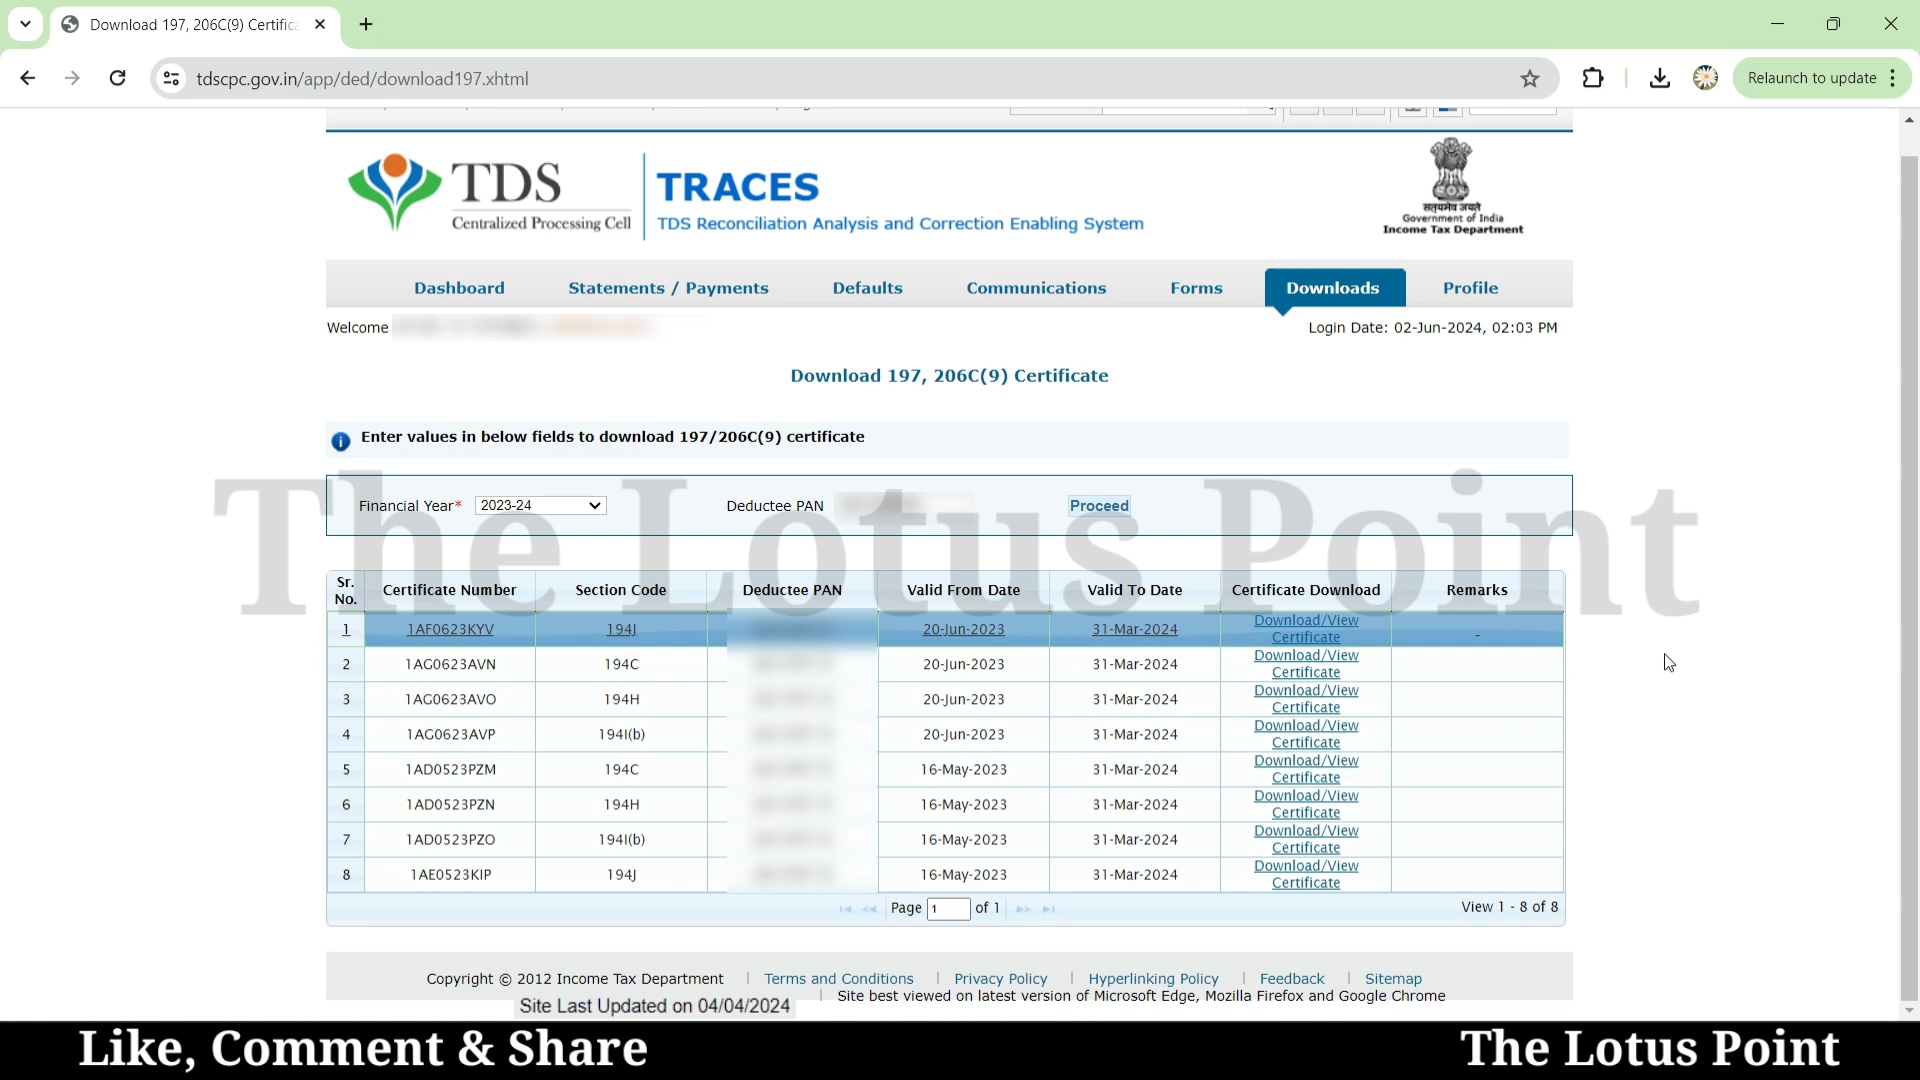 Download 197, 206C(9) Certific
tdscpc.gov.in/app/ded/download197.xhtml
Relaunch to update
TDS
Centralized Processing Cell
TRACES
TDS Reconciliation Analysis and Correction Enabling System
सत्यमेव जयते
Government of India
Income Tax Department
Dashboard Statements / Payments Defaults Communications Forms Downloads Profile
Welcome
Login Date: 02-Jun-2024, 02:03 PM
Download 197, 206C(9) Certificate
Enter values in below fields to download 197/206C(9) certificate
Financial Year* 2023-24 Deductee PAN Proceed
The Lotus Point
Sr. No. Certificate Number Section Code Deductee PAN Valid From Date Valid To Date Certificate Download Remarks
1 1AF0623KYV 194J 20-Jun-2023 31-Mar-2024 Download/View Certificate -
2 1AG0623AVN 194C 20-Jun-2023 31-Mar-2024 Download/View Certificate
3 1AG0623AVO 194H 20-Jun-2023 31-Mar-2024 Download/View Certificate
4 1AG0623AVP 194I(b) 20-Jun-2023 31-Mar-2024 Download/View Certificate
5 1AD0523PZM 194C 16-May-2023 31-Mar-2024 Download/View Certificate
6 1AD0523PZN 194H 16-May-2023 31-Mar-2024 Download/View Certificate
7 1AD0523PZO 194I(b) 16-May-2023 31-Mar-2024 Download/View Certificate
8 1AE0523KIP 194J 16-May-2023 31-Mar-2024 Download/View Certificate
Page 1 of 1
View 1 - 8 of 8
Copyright © 2012 Income Tax Department | Terms and Conditions | Privacy Policy | Hyperlinking Policy | Feedback | Sitemap
Site Last Updated on 04/04/2024 | Site best viewed on latest version of Microsoft Edge, Mozilla Firefox and Google Chrome
Like, Comment & Share
The Lotus Point